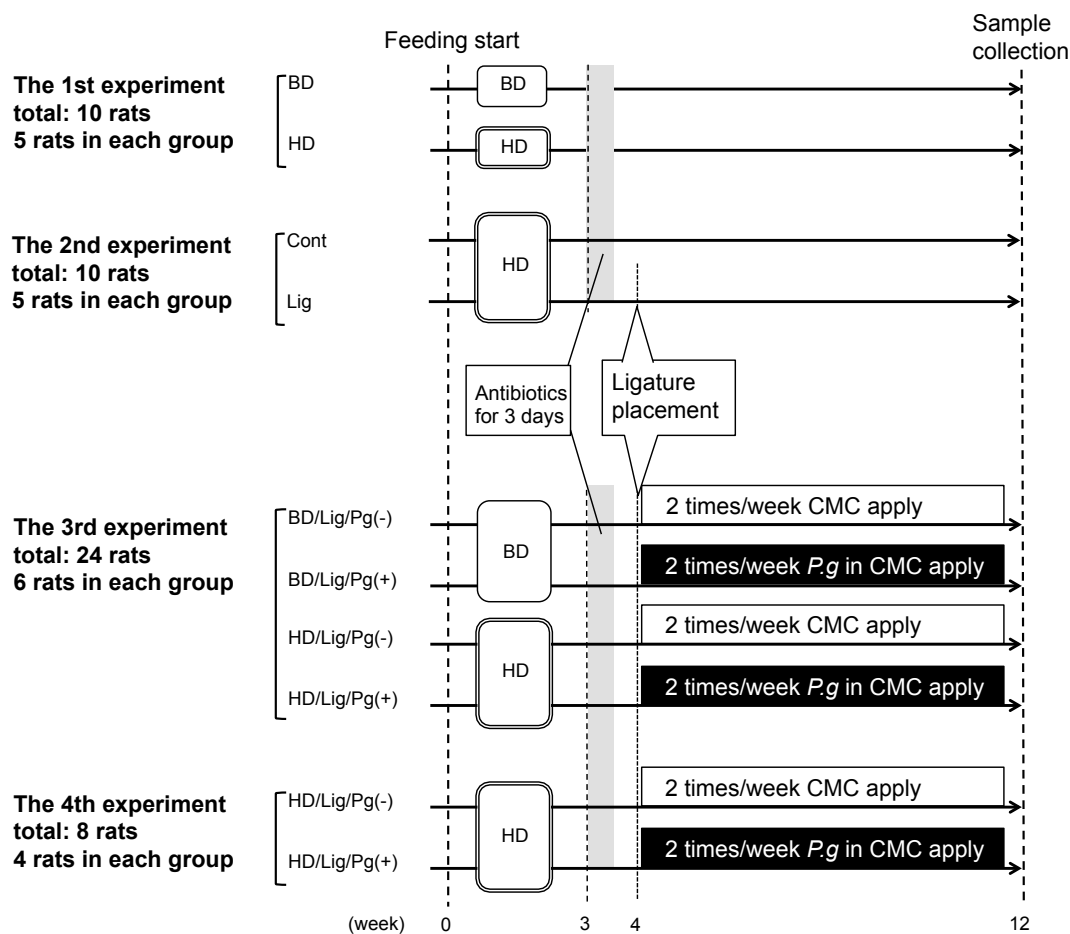 Feeding start
Sample
collection
The 1st experiment
total: 10 rats
5 rats in each group
BD
BD
HD
HD
The 2nd experiment
total: 10 rats
5 rats in each group
Cont
Lig
HD
Antibiotics
for 3 days
Ligature
placement
The 3rd experiment
total: 24 rats
6 rats in each group
BD/Lig/Pg(-)
BD/Lig/Pg(+)
HD/Lig/Pg(-)
HD/Lig/Pg(+)
BD
HD
2 times/week CMC apply
2 times/week P.g in CMC apply
2 times/week CMC apply
2 times/week P.g in CMC apply
The 4th experiment
total: 8 rats
4 rats in each group
HD/Lig/Pg(-)
HD/Lig/Pg(+)
HD
2 times/week CMC apply
2 times/week P.g in CMC apply
(week) 0 3 4 12